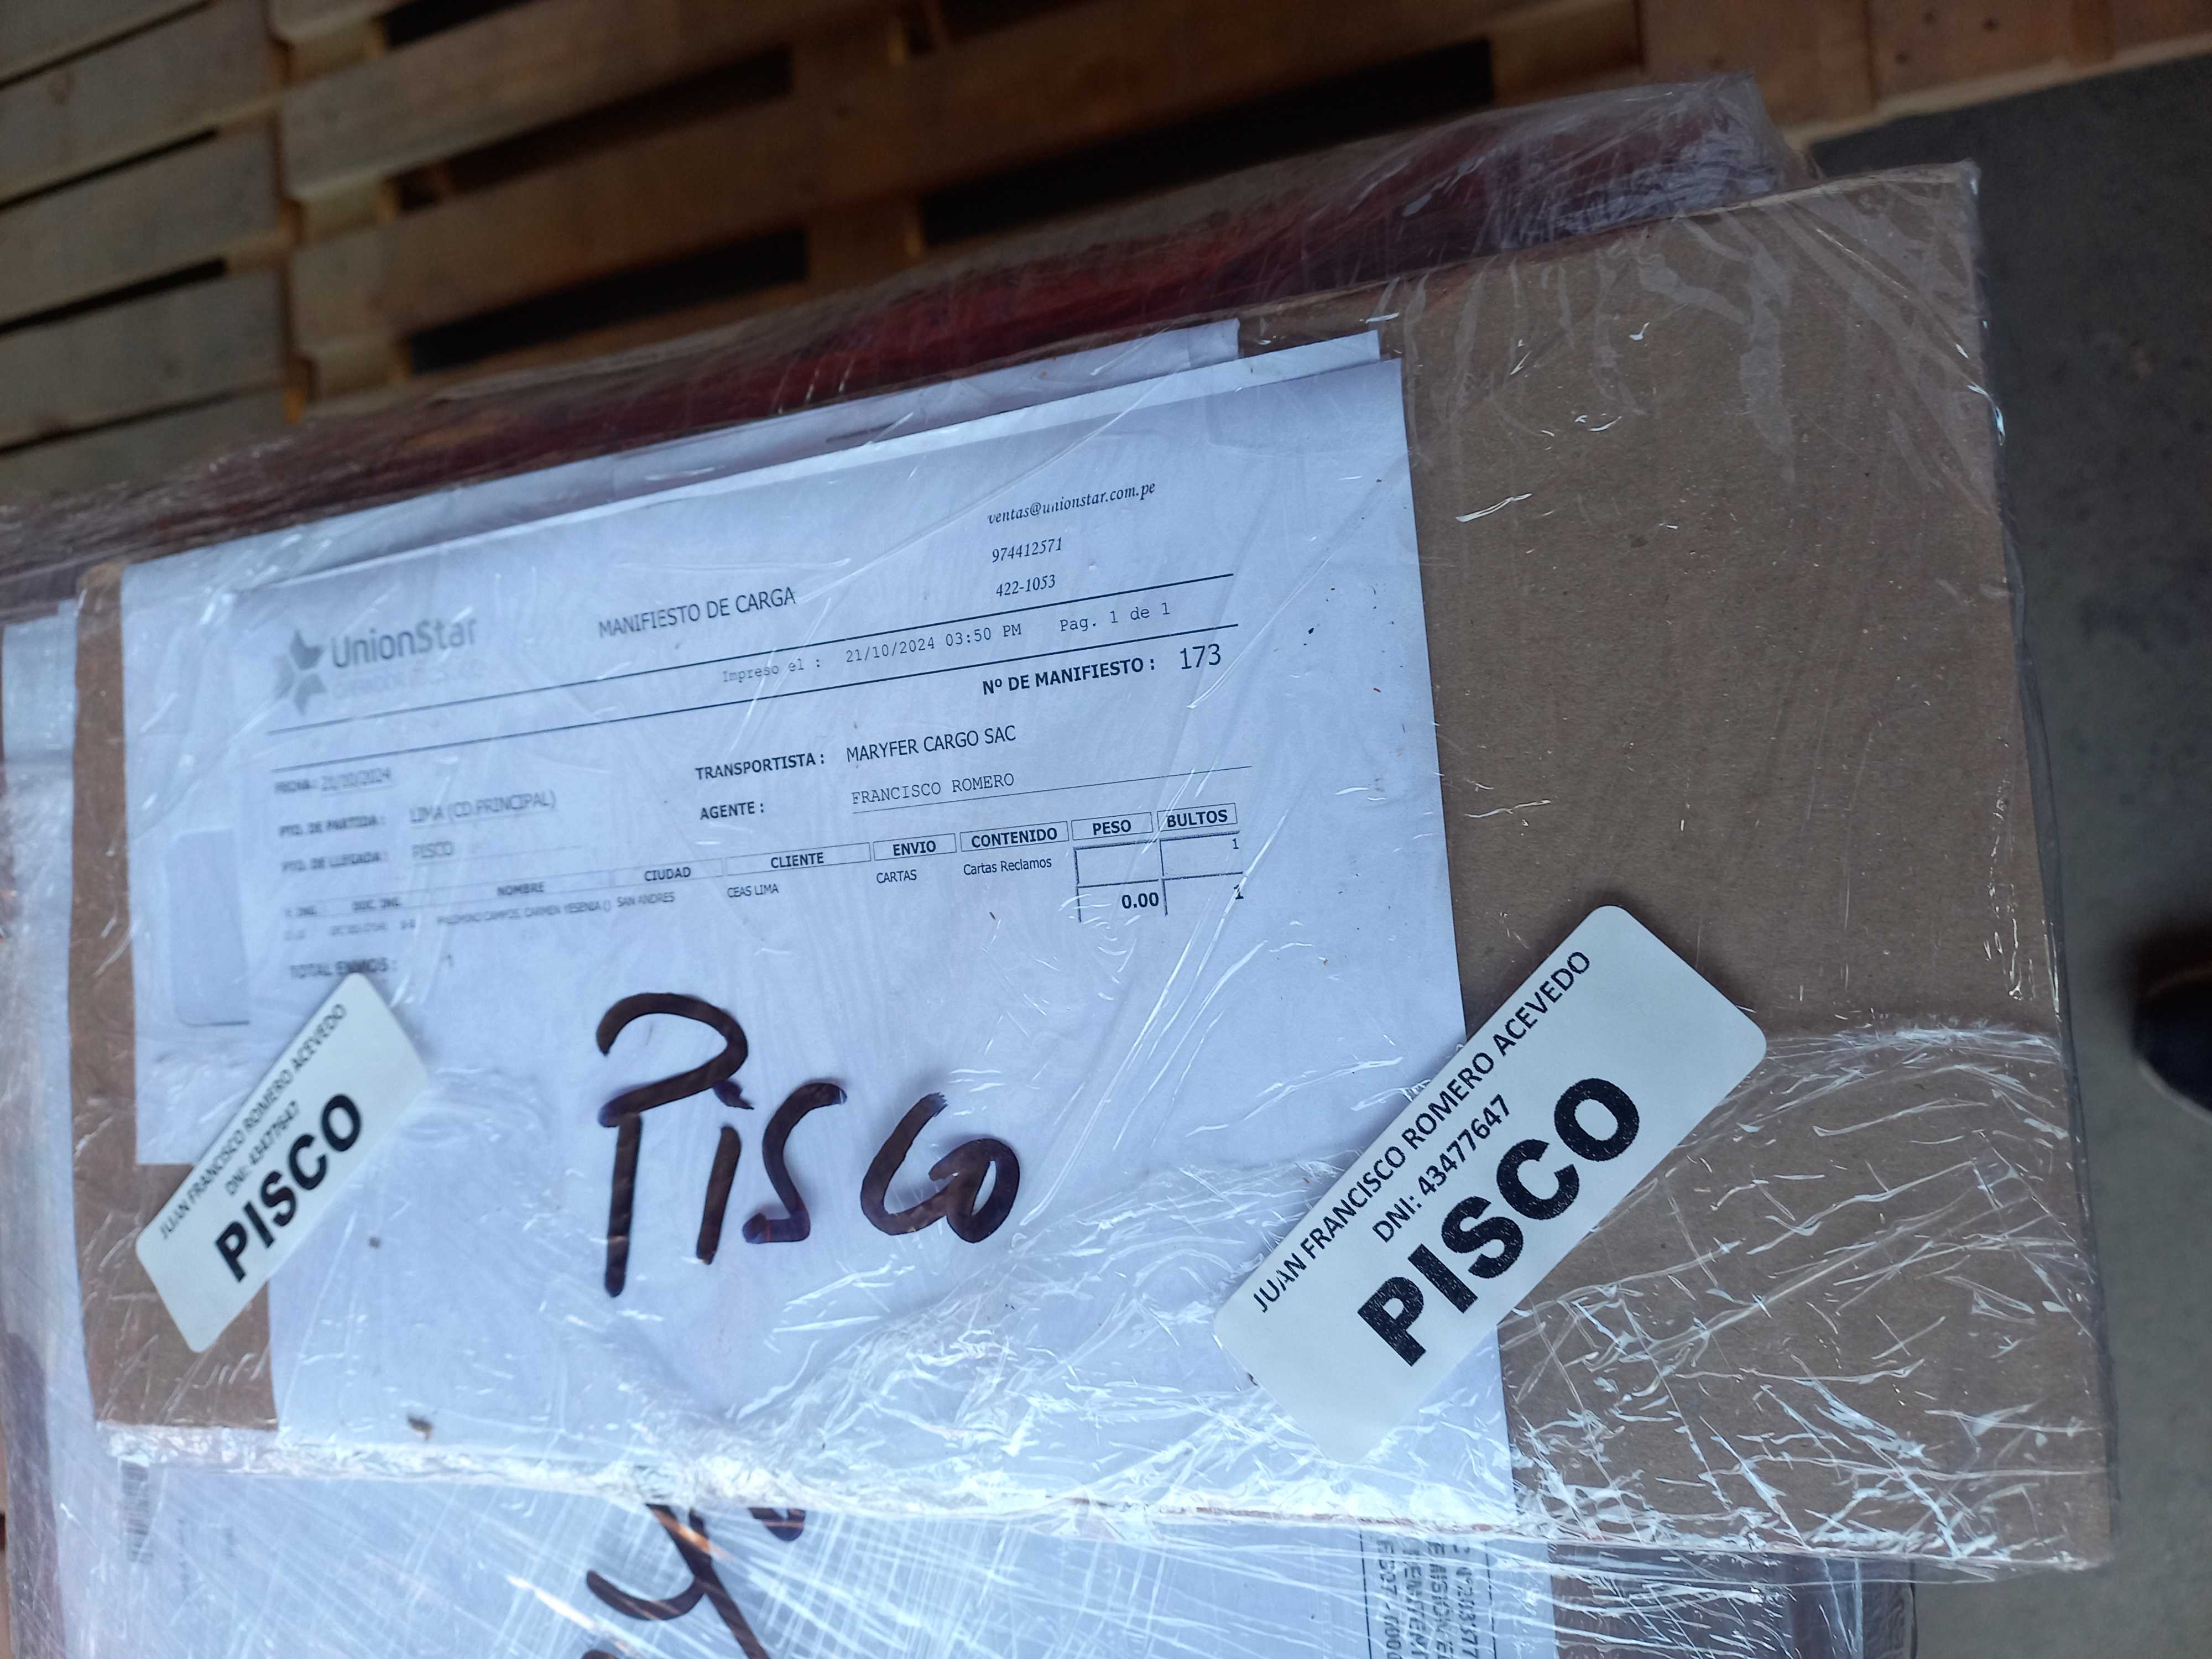 UnionStar
MANIFIESTO DE CARGA
ventas@unionstar.com.pe
974412571
422-1053
Impreso el : 21/10/2024 03:50 PM Pag. 1 de 1
Nº DE MANIFIESTO : 173
FECHA : 21/10/2024
TRANSPORTISTA : MARYFER CARGO SAC
PTO. DE PARTIDA : LIMA (CD.PRINCIPAL)
AGENTE : FRANCISCO ROMERO
PTO. DE LLEGADA : PISCO
NOMBRE CIUDAD CLIENTE ENVIO CONTENIDO PESO BULTOS
PALOMINO CAMPOS, CARMEN YESENIA () SAN ANDRES CEAS LIMA CARTAS Cartas Reclamos 1
0.00 1
TOTAL ENVIOS : 1
PISCO
JUAN FRANCISCO ROMERO ACEVEDO
DNI: 43477647
PISCO
JUAN FRANCISCO ROMERO ACEVEDO
DNI: 43477647
PISCO